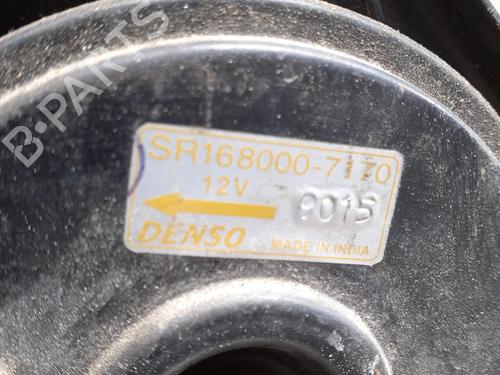 B-PARTS
SR168000-7170
12V 9015
DENSO MADE IN INDIA